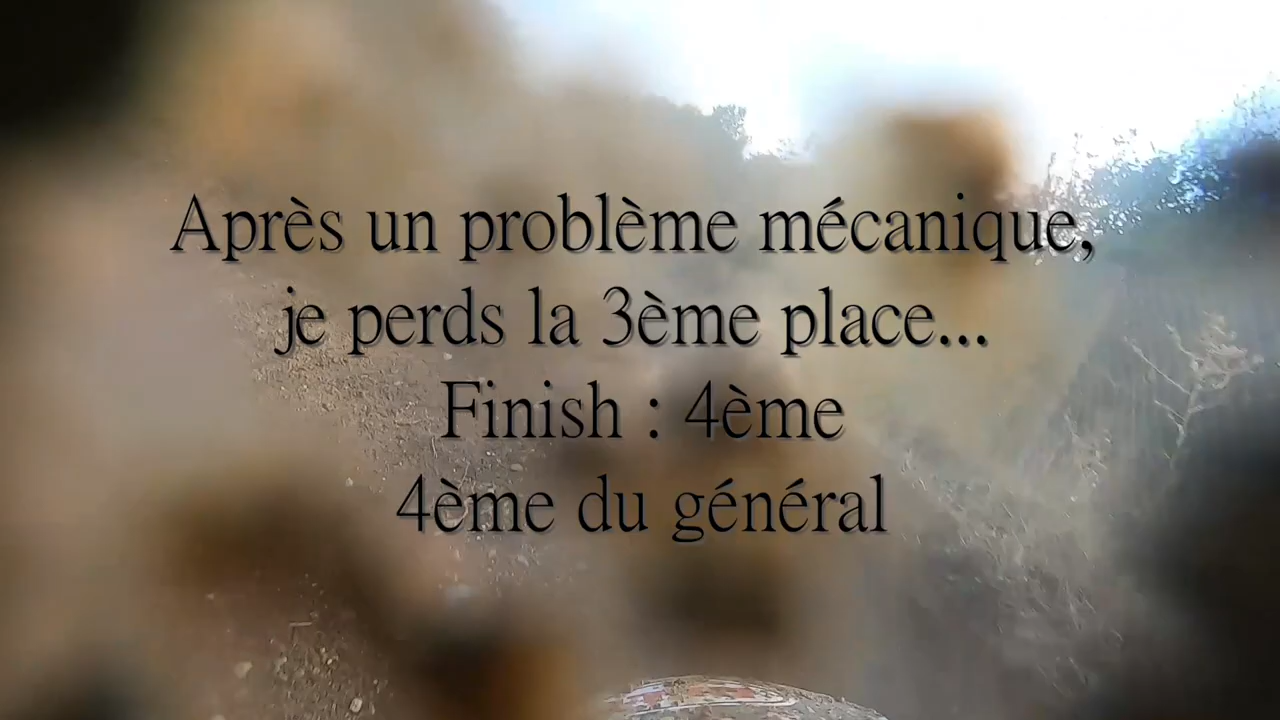 Après un problème mécanique,
je perds la 3ème place...
Finish : 4ème
4ème du général